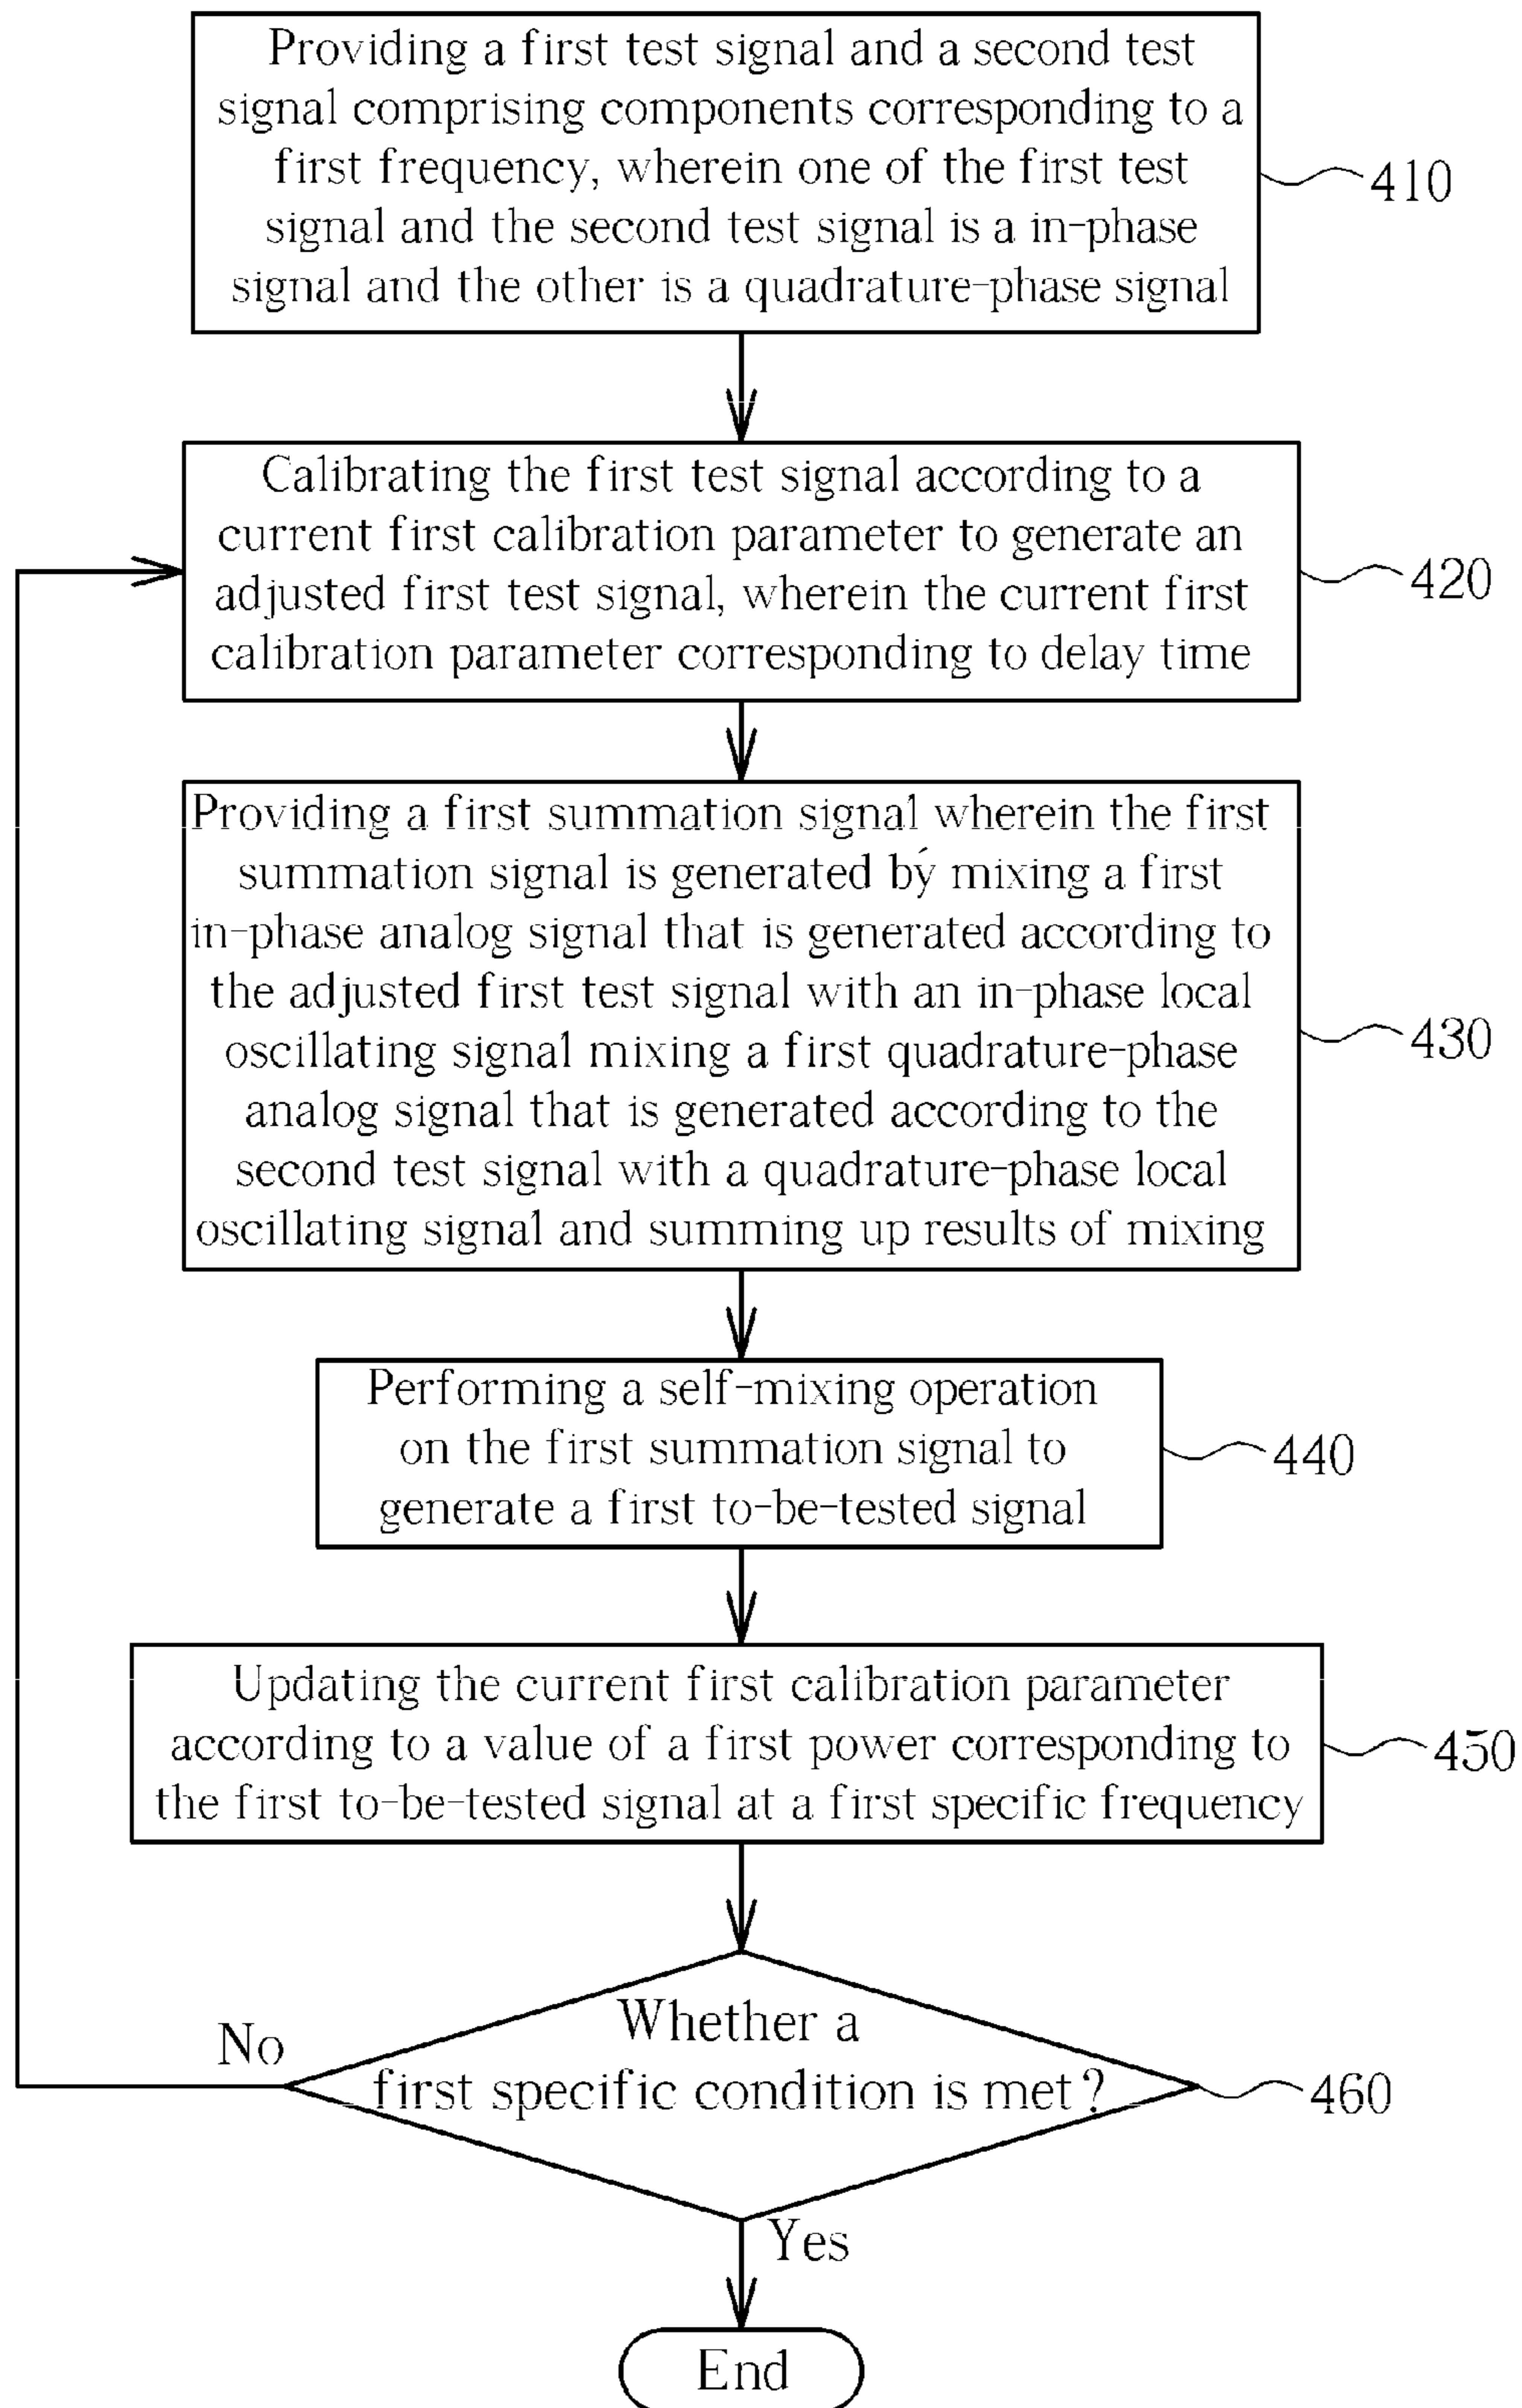 Providing a first test signal and a second test
signal comprising components corresponding to a
first frequency, wherein one of the first test
signal and the second test signal is a in-phase
signal and the other is a quadrature-phase signal
410
Calibrating the first test signal according to a
current first calibration parameter to generate an
adjusted first test signal, wherein the current first
calibration parameter corresponding to delay time
420
Providing a first summation signal wherein the first
summation signal is generated by mixing a first
in-phase analog signal that is generated according to
the adjusted first test signal with an in-phase local
oscillating signal mixing a first quadrature-phase
analog signal that is generated according to the
second test signal with a quadrature-phase local
oscillating signal and summing up results of mixing
430
Performing a self-mixing operation
on the first summation signal to
generate a first to-be-tested signal
440
Updating the current first calibration parameter
according to a value of a first power corresponding to
the first to-be-tested signal at a first specific frequency
450
Whether a
first specific condition is met?
460
No
Yes
End